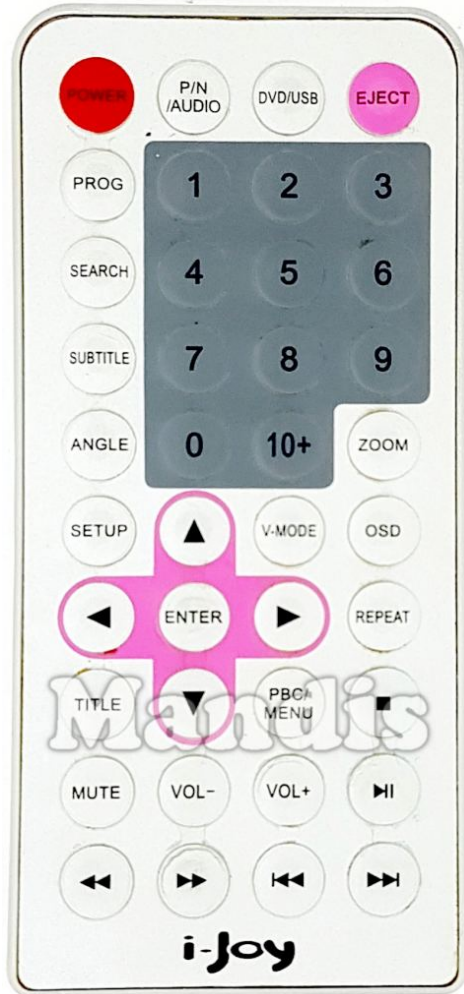 POWER P/N /AUDIO DVD/USB EJECT
PROG 1 2 3
SEARCH 4 5 6
SUBTITLE 7 8 9
ANGLE 0 10+ ZOOM
SETUP V-MODE OSD
ENTER REPEAT
TITLE PBC/ MENU
Mandis
MUTE VOL- VOL+
i-Joy